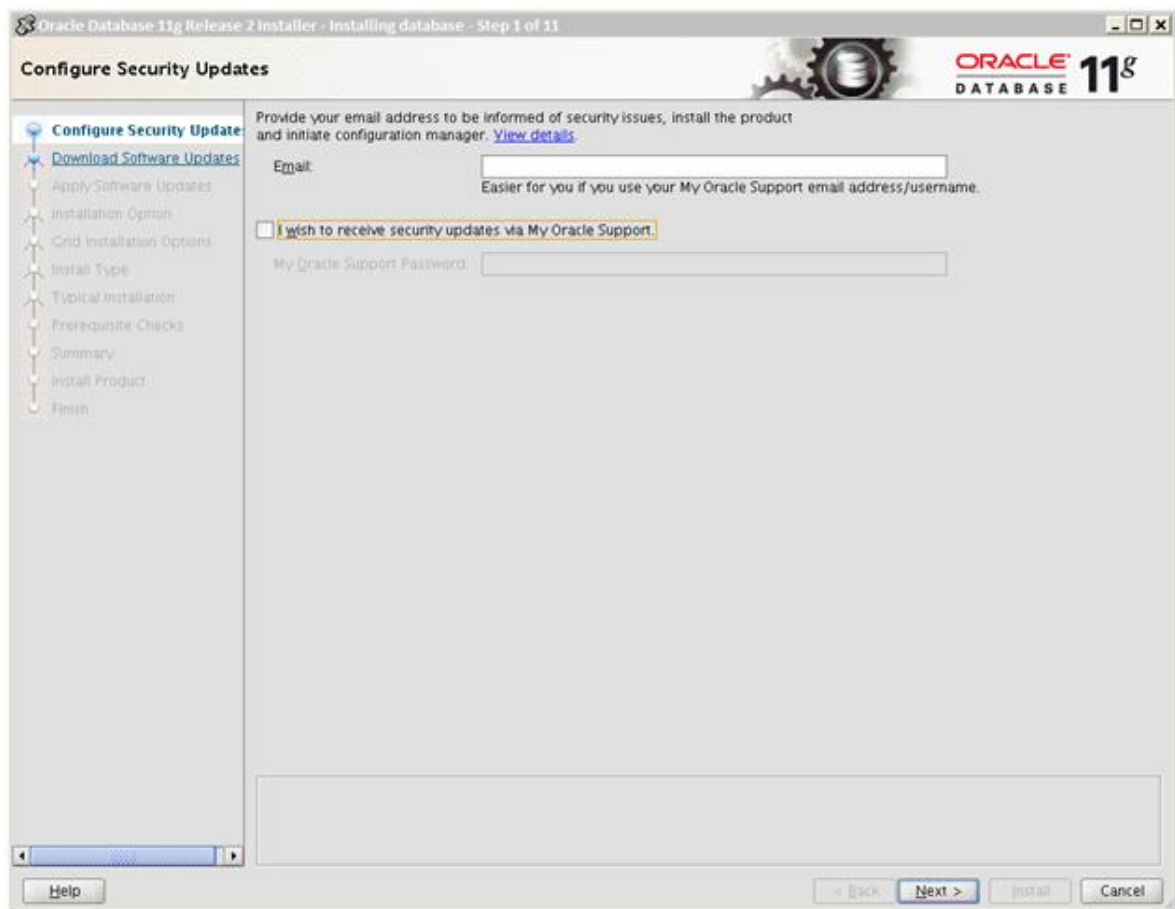 Oracle Database 11g Release 2 Installer - Installing database - Step 1 of 11
Configure Security Updates
ORACLE 11g
DATABASE
Configure Security Update
Download Software Updates
Apply Software Updates
Installation Option
Grid Installation Options
Install Type
Typical Installation
Prerequisite Checks
Summary
Install Product
Finish
Provide your email address to be informed of security issues, install the product
and initiate configuration manager. View details.
Email:
Easier for you if you use your My Oracle Support email address/username.
I wish to receive security updates via My Oracle Support.
My Oracle Support Password:
Help
< Back
Next >
Install
Cancel